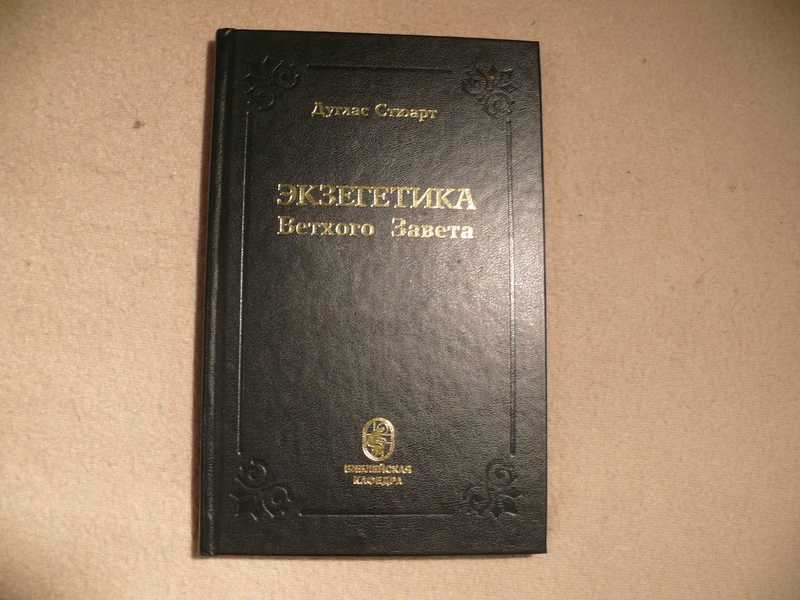 Дуглас Стюарт
ЭКЗЕГЕТИКА
Ветхого Завета
БИБЛЕЙСКАЯ
КАФЕДРА